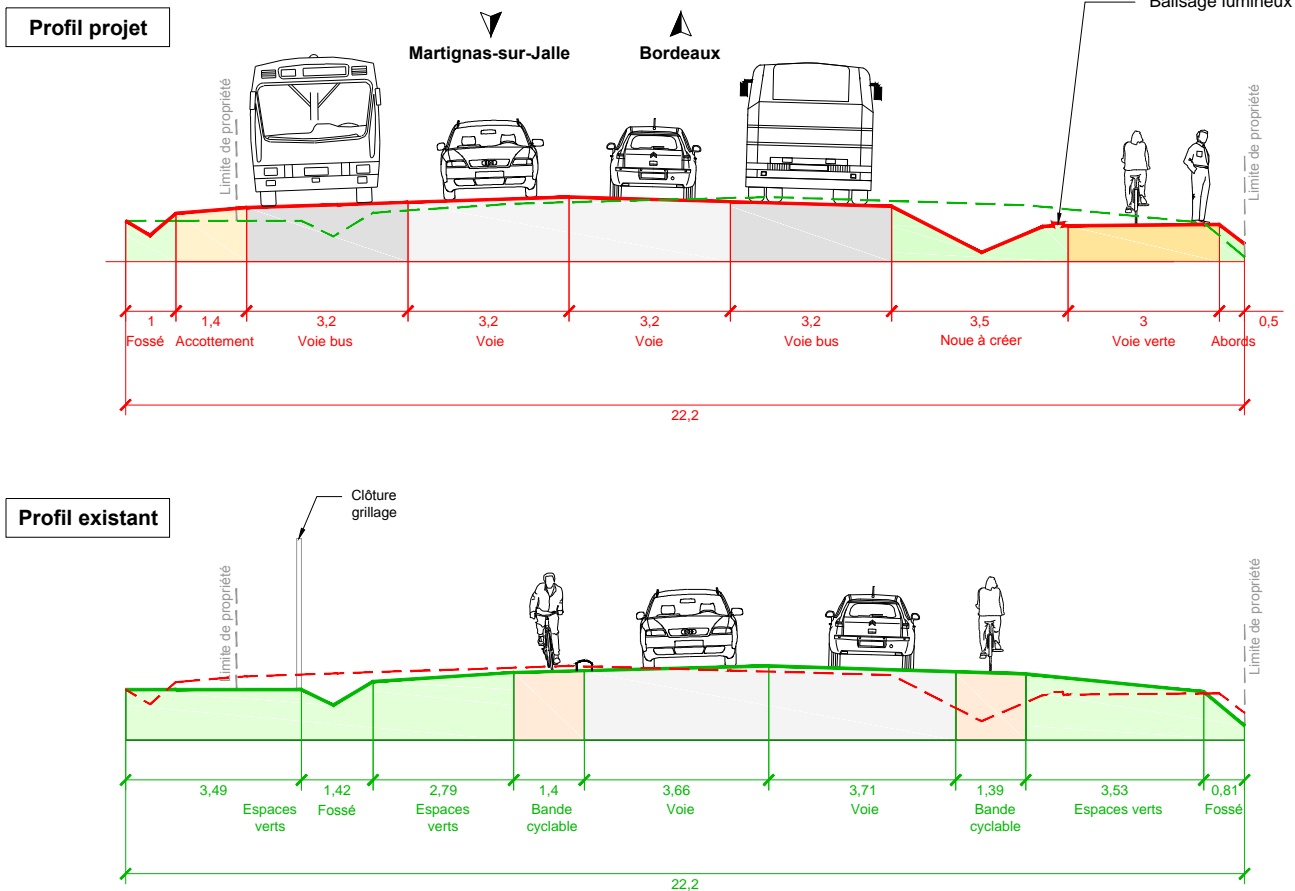 Balisage lumineux
Profil projet
Martignas-sur-Jalle
Bordeaux
Limite de propriété
Limite de propriété
1
1,4
3,2
3,2
3,2
3,2
3,5
3
0,5
Fossé
Accottement
Voie bus
Voie
Voie
Voie bus
Noue à créer
Voie verte
Abords
22,2
Profil existant
Clôture
grillage
Limite de propriété
Limite de propriété
3,49
1,42
2,79
1,4
3,66
3,71
1,39
3,53
0,81
Espaces
verts
Fossé
Espaces
verts
Bande
cyclable
Voie
Voie
Bande
cyclable
Espaces verts
Fossé
22,2